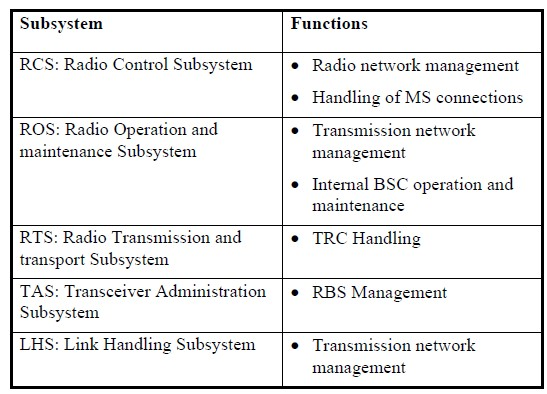 Subsystem
Functions
RCS: Radio Control Subsystem
• Radio network management
• Handling of MS connections
ROS: Radio Operation and
maintenance Subsystem
• Transmission network
management
• Internal BSC operation and
maintenance
RTS: Radio Transmission and
transport Subsystem
• TRC Handling
TAS: Transceiver Administration
Subsystem
• RBS Management
LHS: Link Handling Subsystem
• Transmission network
management